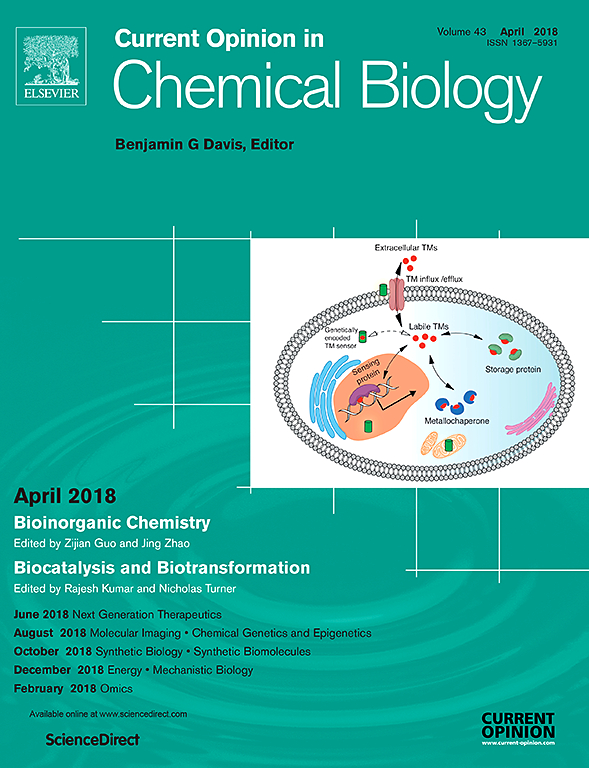 ELSEVIER
Current Opinion in
Chemical Biology
Volume 43 April 2018
ISSN 1367-5931
Benjamin G Davis, Editor
Extracellular TMs
TM influx /efflux
Genetically
encoded
TM sensor
Labile TMs
Sensing
protein
Storage protein
Metallochaperone
April 2018
Bioinorganic Chemistry
Edited by Zijian Guo and Jing Zhao
Biocatalysis and Biotransformation
Edited by Rajesh Kumar and Nicholas Turner
June 2018 Next Generation Therapeutics
August 2018 Molecular Imaging • Chemical Genetics and Epigenetics
October 2018 Synthetic Biology • Synthetic Biomolecules
December 2018 Energy • Mechanistic Biology
February 2018 Omics
Available online at www.sciencedirect.com
ScienceDirect
CURRENT
OPINION
www.current-opinion.com